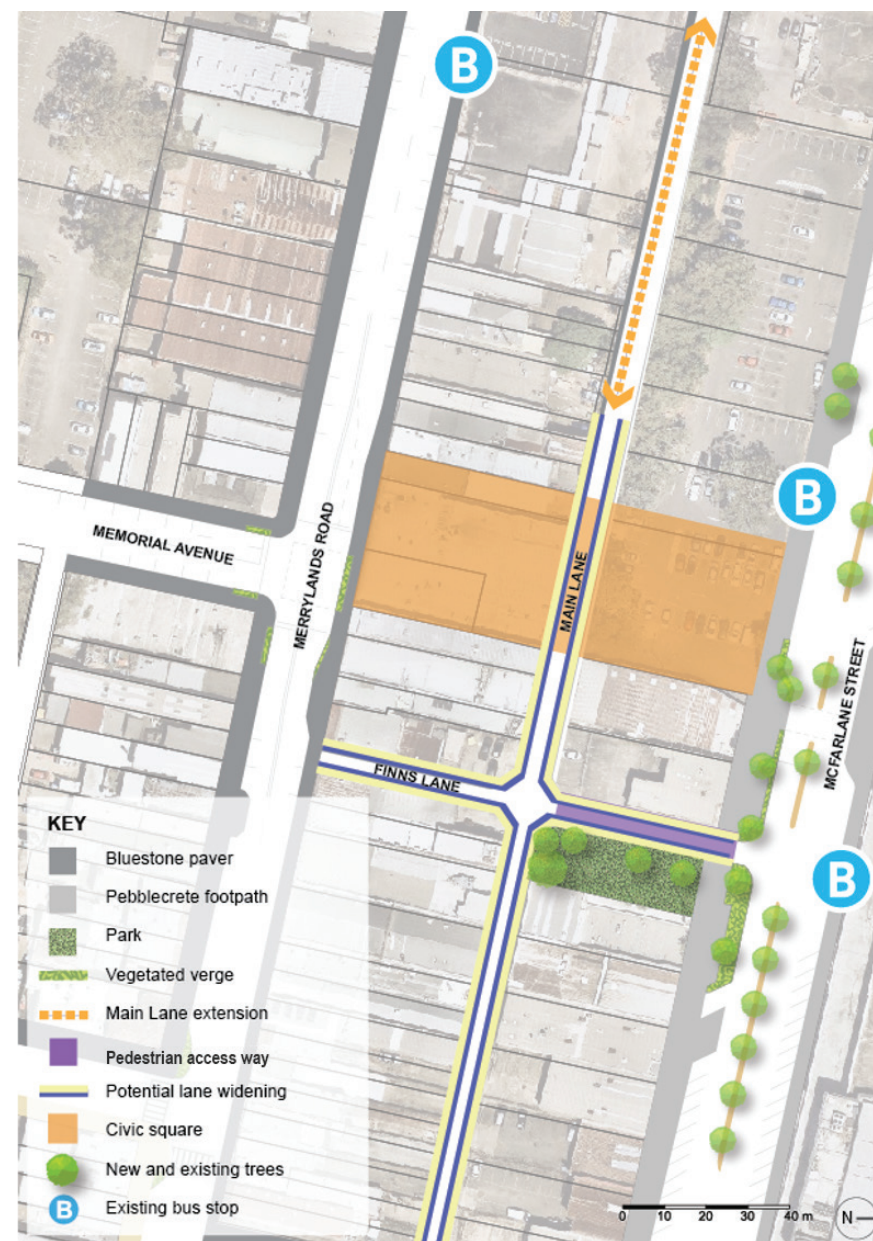 B
MEMORIAL AVENUE
MERRYLANDS ROAD
B
MAIN LANE
MCFARLANE STREET
FINNS LANE
B
KEY
Bluestone paver
Pebblecrete footpath
Park
Vegetated verge
Main Lane extension
Pedestrian access way
Potential lane widening
Civic square
New and existing trees
B Existing bus stop
0 10 20 30 40 m
N